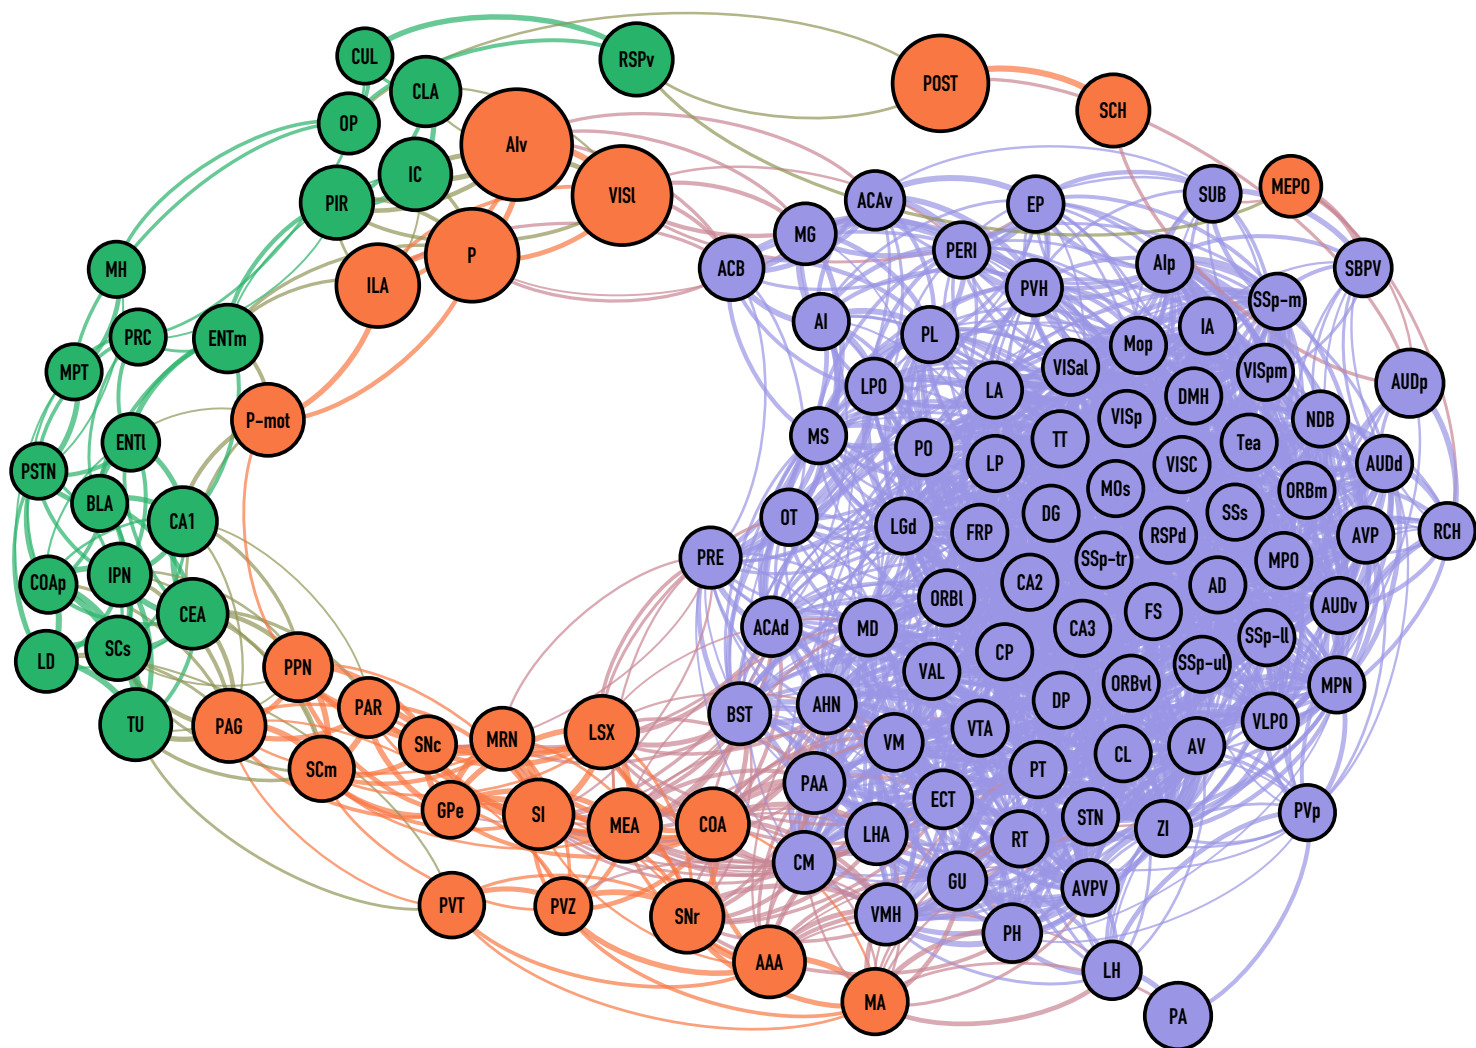 CUL
RSPv
CLA
POST
SCH
OP
AIv
IC
VISl
PIR
MEPO
SUB
ACAv
EP
MG
PERI
P
ACB
AIp
SBPV
MH
ILA
PVH
SSp-m
AI
IA
PL
PRC
ENTm
Mop
VISal
VISpm
MPT
AUDp
LPO
LA
DMH
P-mot
VISp
NDB
MS
TT
ENTl
Tea
PO
LP
VISC
AUDd
PSTN
MOs
ORBm
BLA
CA1
OT
LGd
DG
SSs
FRP
RSPd
AVP
RCH
PRE
SSp-tr
MPO
IPN
COAp
CA2
AD
ORBl
AUDv
CEA
FS
ACAd
MD
CA3
SSp-ll
SCs
CP
LD
PPN
SSp-ul
VAL
ORBvl
MPN
DP
AHN
PAR
BST
VLPO
TU
PAG
VTA
LSX
MRN
SNc
VM
AV
CL
SCm
PT
PAA
ECT
GPe
SI
PVp
STN
MEA
COA
ZI
LHA
RT
CM
GU
AVPV
PVT
PVZ
SNr
VMH
PH
AAA
LH
MA
PA